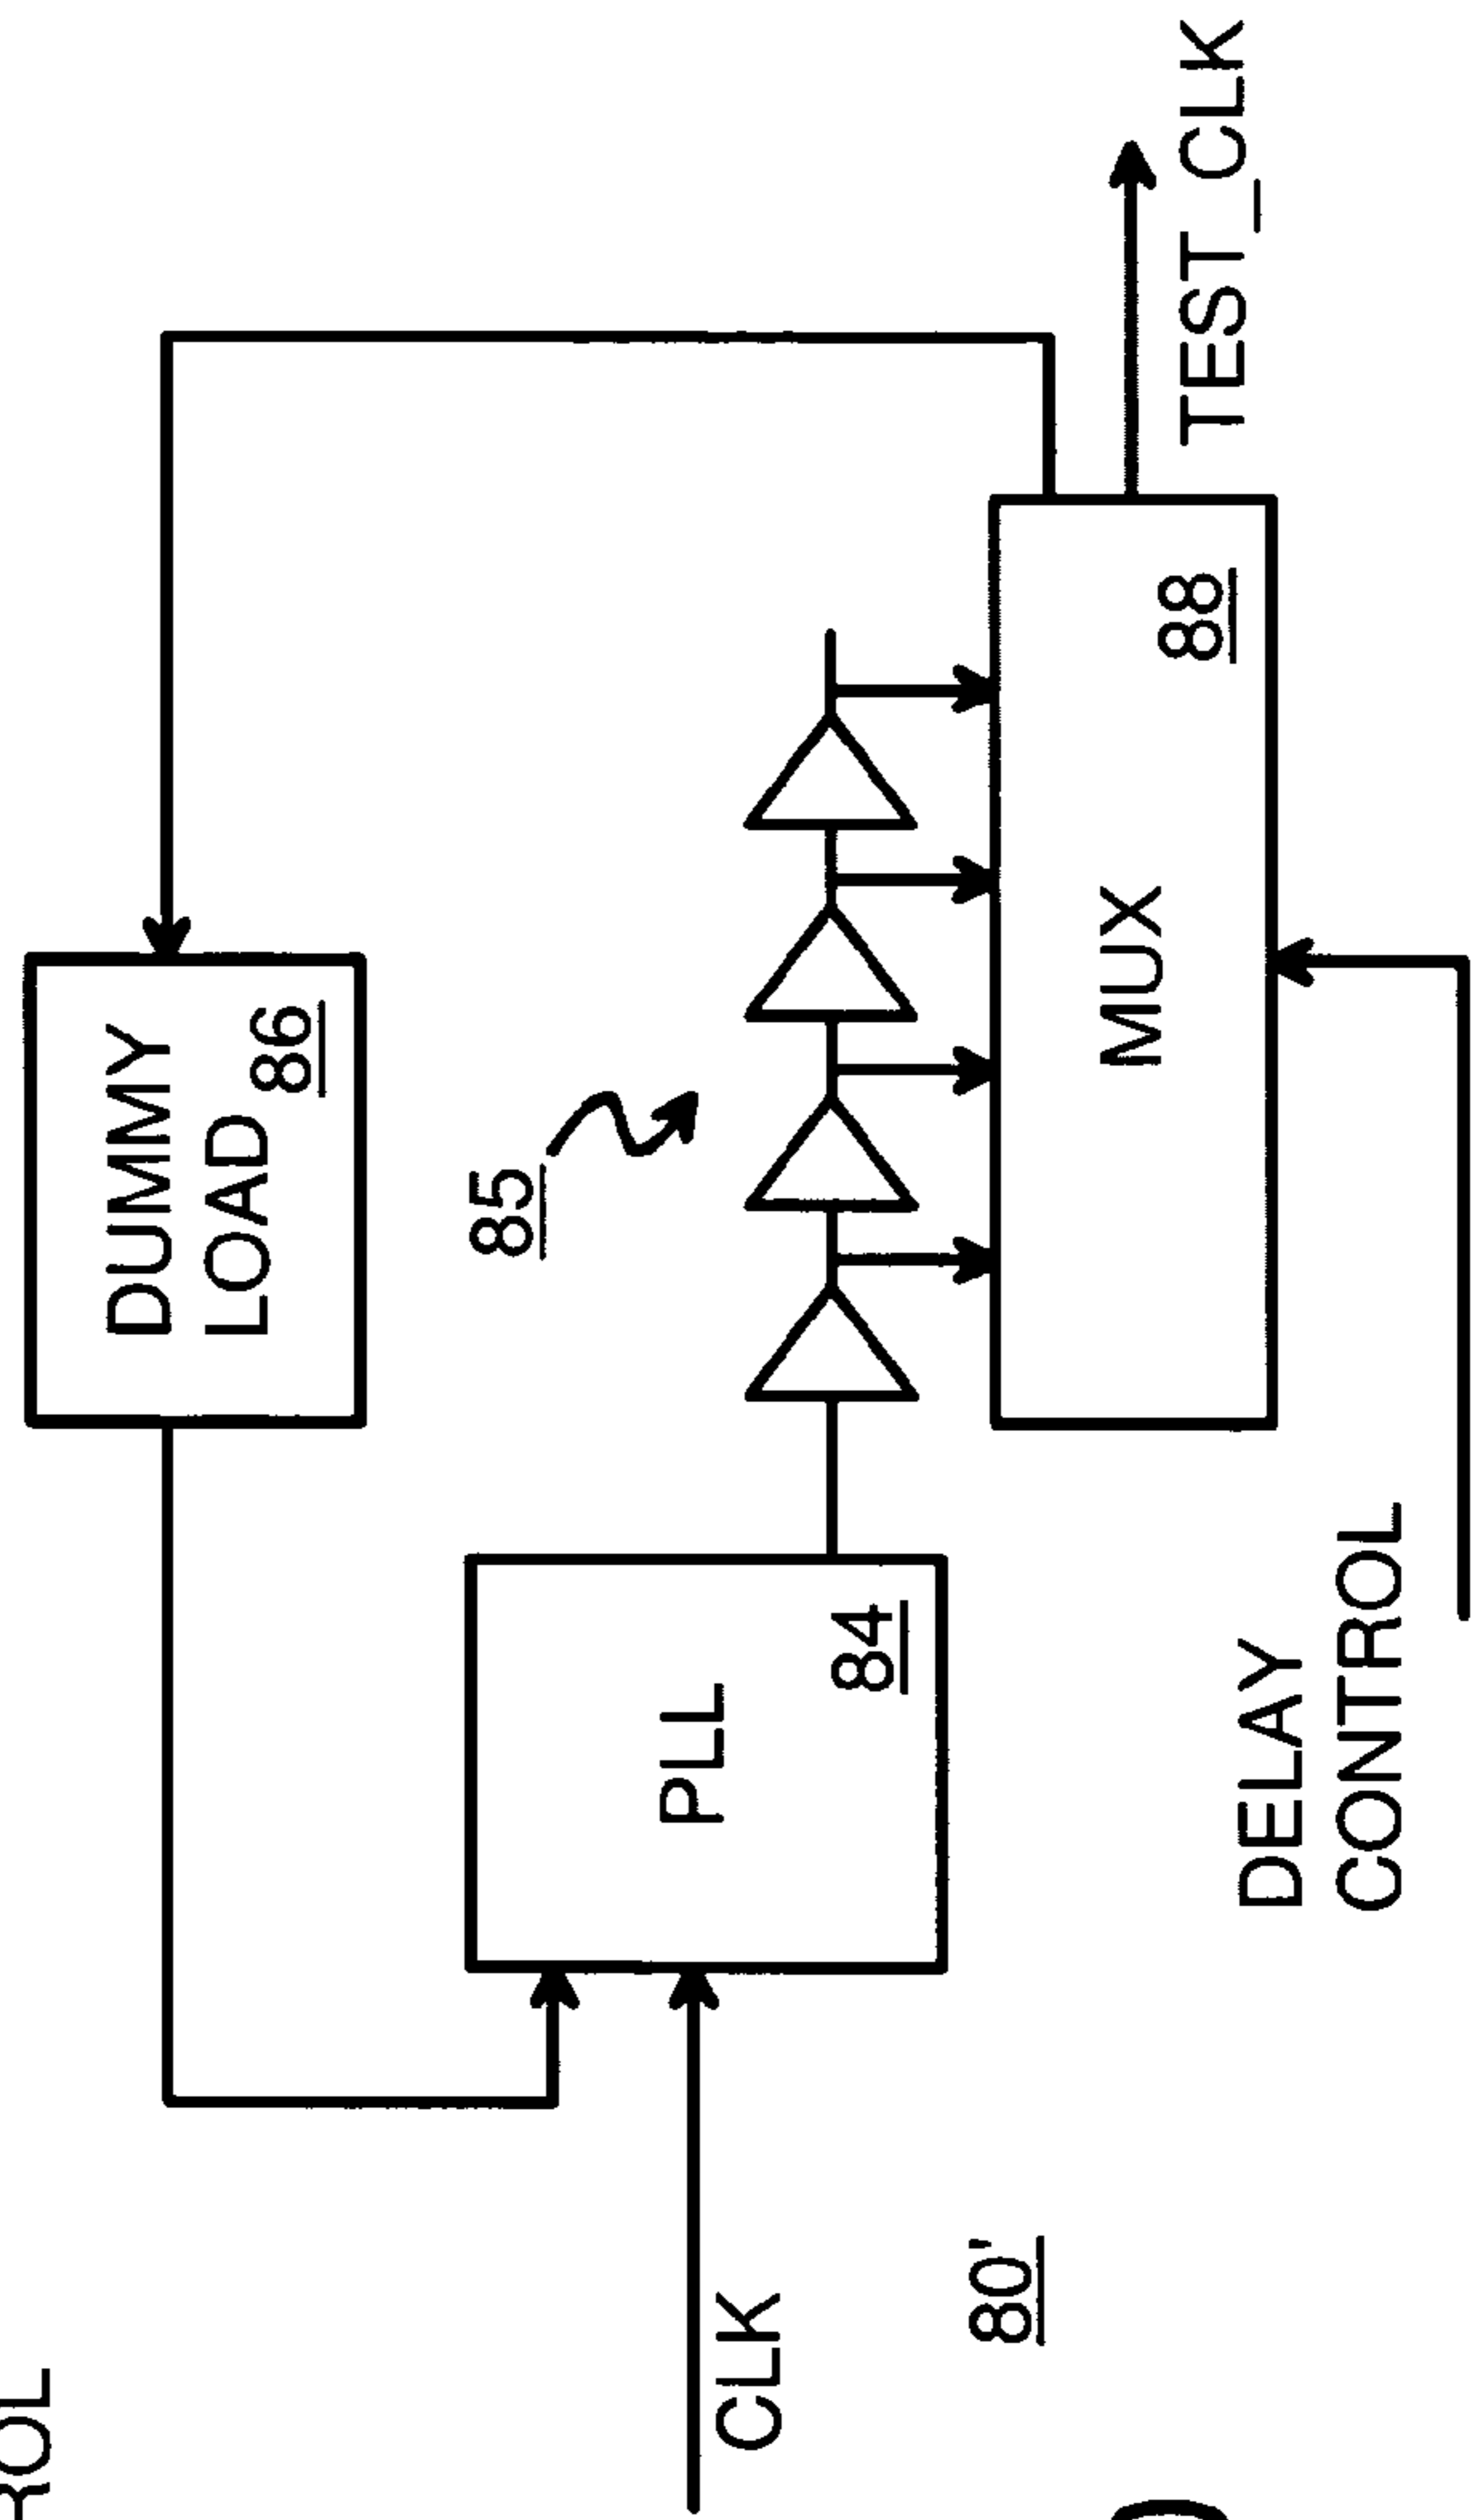 DUMMY
LOAD
86
85
TEST_CLK
PLL
84
MUX
88
CLK
DELAY
CONTROL
80'